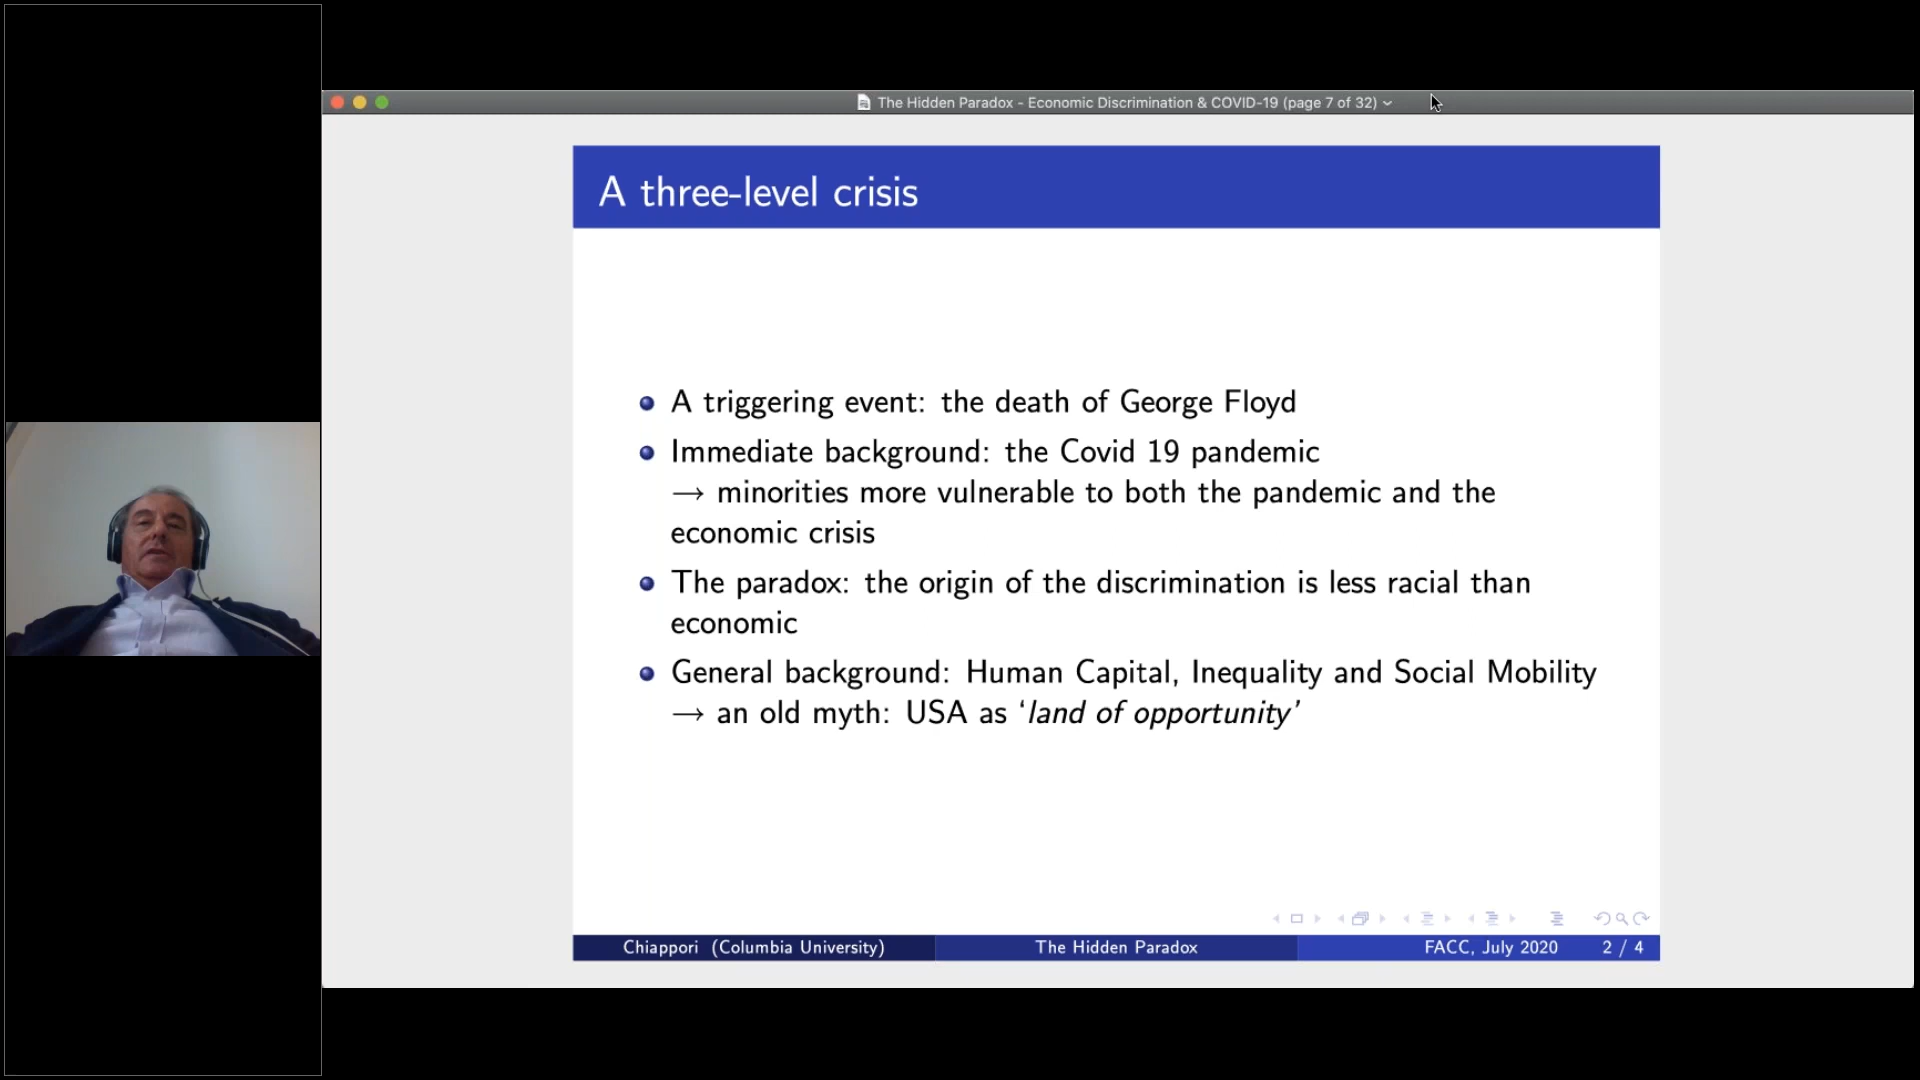 The Hidden Paradox - Economic Discrimination & COVID-19 (page 7 of 32)
A three-level crisis
A triggering event: the death of George Floyd
Immediate background: the Covid 19 pandemic
→ minorities more vulnerable to both the pandemic and the
economic crisis
The paradox: the origin of the discrimination is less racial than
economic
General background: Human Capital, Inequality and Social Mobility
→ an old myth: USA as ‘land of opportunity’
Chiappori (Columbia University) The Hidden Paradox FACC, July 2020 2 / 4